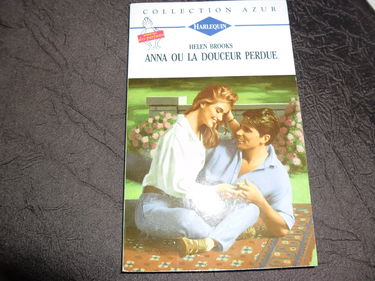 COLLECTION AZUR
HARLEQUIN
HELEN BROOKS
ANNA OU LA DOUCEUR PERDUE